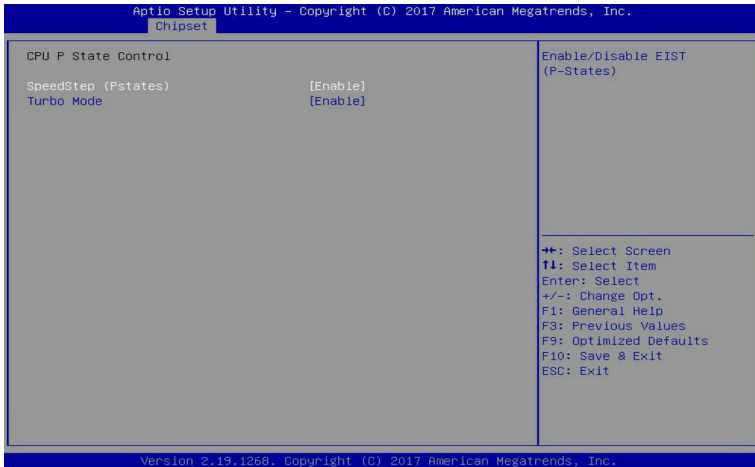 Aptio Setup Utility – Copyright (C) 2017 American Megatrends, Inc.
Chipset
CPU P State Control
SpeedStep (Pstates) [Enable]
Turbo Mode [Enable]
Enable/Disable EIST
(P-States)
→←: Select Screen
↑↓: Select Item
Enter: Select
+/-: Change Opt.
F1: General Help
F3: Previous Values
F9: Optimized Defaults
F10: Save & Exit
ESC: Exit
Version 2.19.1268. Copyright (C) 2017 American Megatrends, Inc.